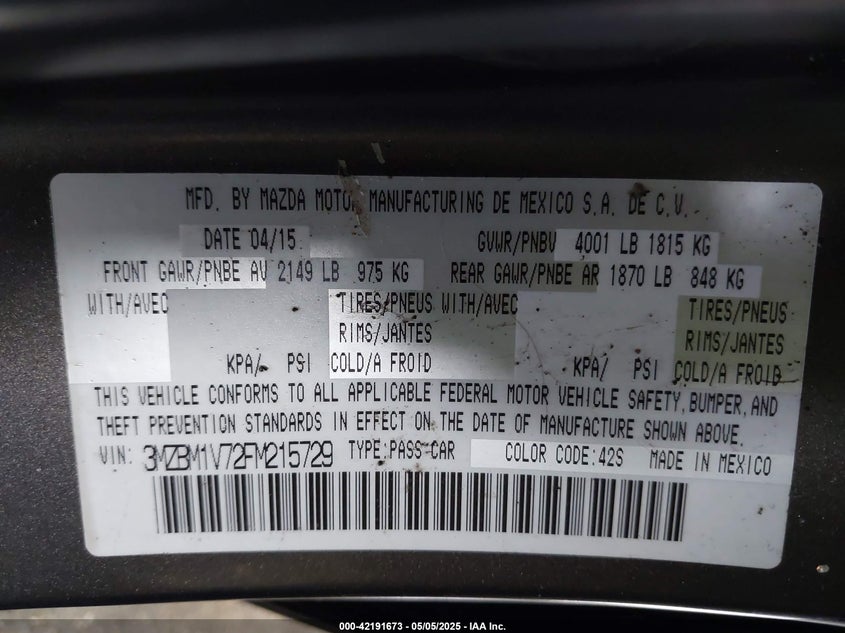 MFD. BY MAZDA MOTOR MANUFACTURING DE MEXICO S.A. DE C.V.
DATE 04/15 GVWR/PNBV 4001 LB 1815 KG
FRONT GAWR/PNBE AV 2149 LB 975 KG REAR GAWR/PNBE AR 1870 LB 848 KG
WITH/AVEC TIRES/PNEUS WITH/AVEC TIRES/PNEUS
RIMS/JANTES RIMS/JANTES
KPA/ PSI COLD/A FROID KPA/ PSI COLD/A FROID
THIS VEHICLE CONFORMS TO ALL APPLICABLE FEDERAL MOTOR VEHICLE SAFETY, BUMPER, AND
THEFT PREVENTION STANDARDS IN EFFECT ON THE DATE OF MANUFACTURE SHOWN ABOVE.
VIN: 3MZBM1V72FM215729 TYPE:PASS-CAR COLOR CODE:42S MADE IN MEXICO
000-42191673 - 05/05/2025 - IAA Inc.